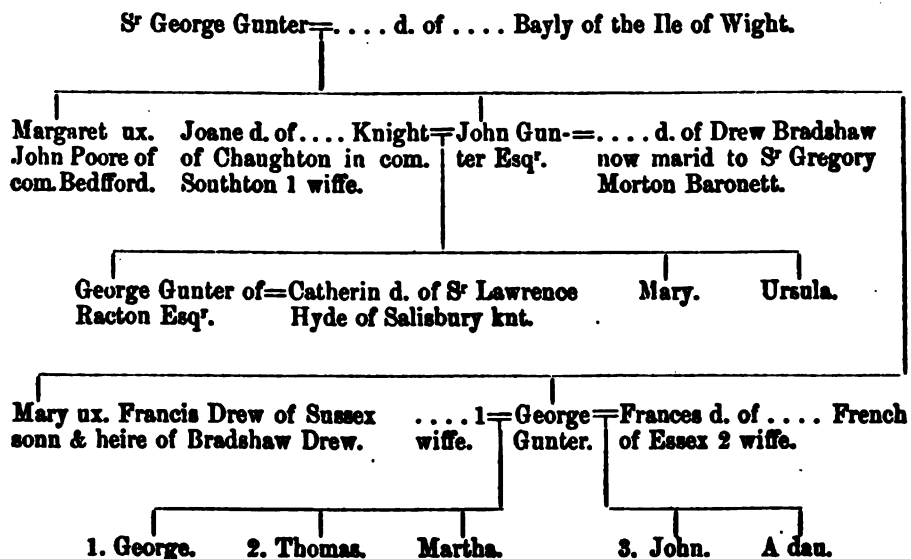 Sr George Gunter=.... d. of .... Bayly of the Ile of Wight.
Margaret ux. John Poore of com. Bedfford.
Joane d. of.... Knight of Chaughton in com. Southton 1 wiffe.
=John Gun-ter Esqr.
=.... d. of Drew Bradshaw now marid to Sr Gregory Morton Baronett.
George Gunter of Racton Esqr.
=Catherin d. of Sr Lawrence Hyde of Salisbury knt.
Mary.
Ursula.
Mary ux. Francis Drew of Sussex sonn & heire of Bradshaw Drew.
.... 1 wiffe.
=George Gunter.
=Frances d. of .... French of Essex 2 wiffe.
1. George.
2. Thomas.
Martha.
3. John.
A dau.